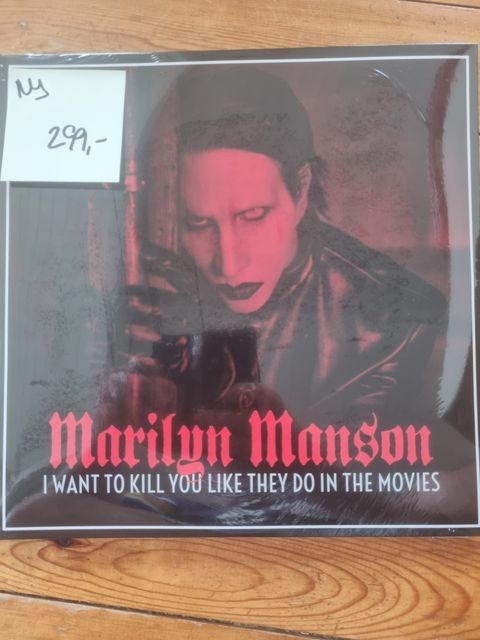 Ny
299,-
Marilyn Manson
I WANT TO KILL YOU LIKE THEY DO IN THE MOVIES